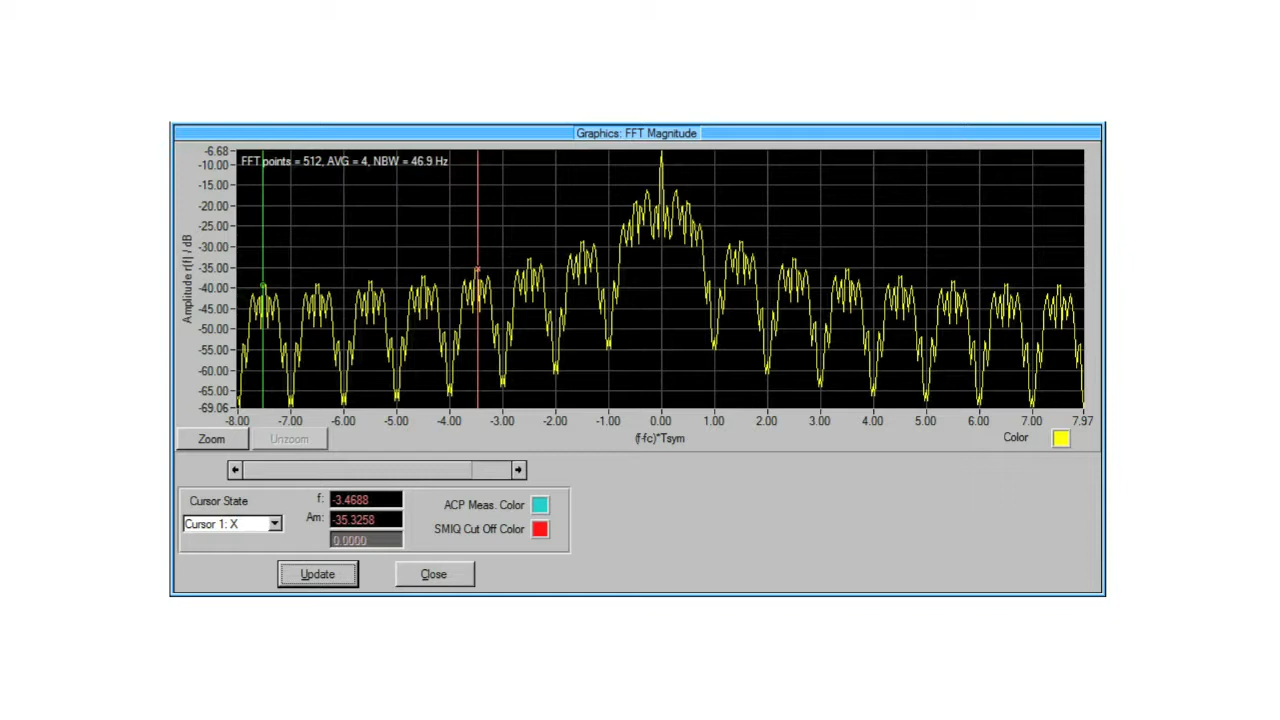 Graphics: FFT Magnitude
FFT points = 512, AVG = 4, NBW = 46.9 Hz
Amplitude r[f] / dB
-6.68
-10.00
-15.00
-20.00
-25.00
-30.00
-35.00
-40.00
-45.00
-50.00
-55.00
-60.00
-65.00
-69.06
-8.00 -7.00 -6.00 -5.00 -4.00 -3.00 -2.00 -1.00 0.00 1.00 2.00 3.00 4.00 5.00 6.00 7.00 7.97
Zoom Unzoom (f-fc)*Tsym Color
Cursor State f: -3.4688 ACP Meas. Color
Cursor 1: X Am: -35.3258 SMIQ Cut Off Color
0.0000
Update Close